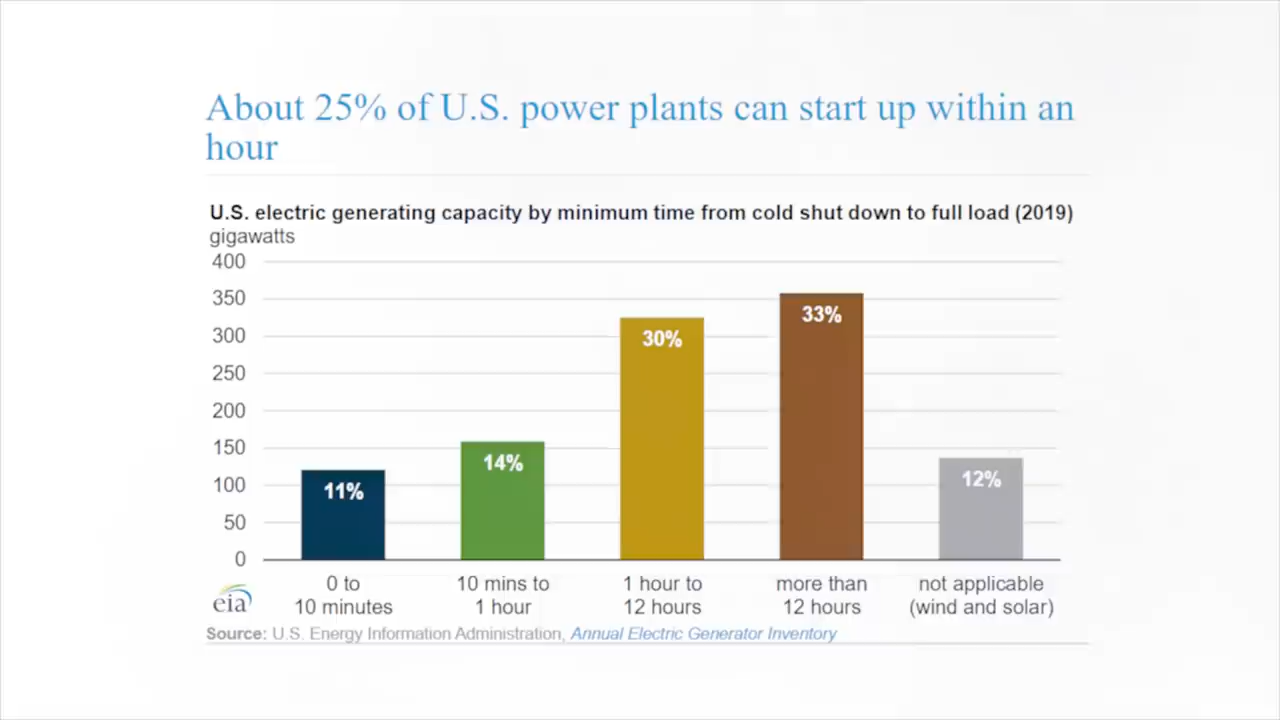 About 25% of U.S. power plants can start up within an
hour
U.S. electric generating capacity by minimum time from cold shut down to full load (2019)
gigawatts
400
350
300
250
200
150
100
50
0
11%
14%
30%
33%
12%
0 to
10 minutes
10 mins to
1 hour
1 hour to
12 hours
more than
12 hours
not applicable
(wind and solar)
eia
Source: U.S. Energy Information Administration, Annual Electric Generator Inventory